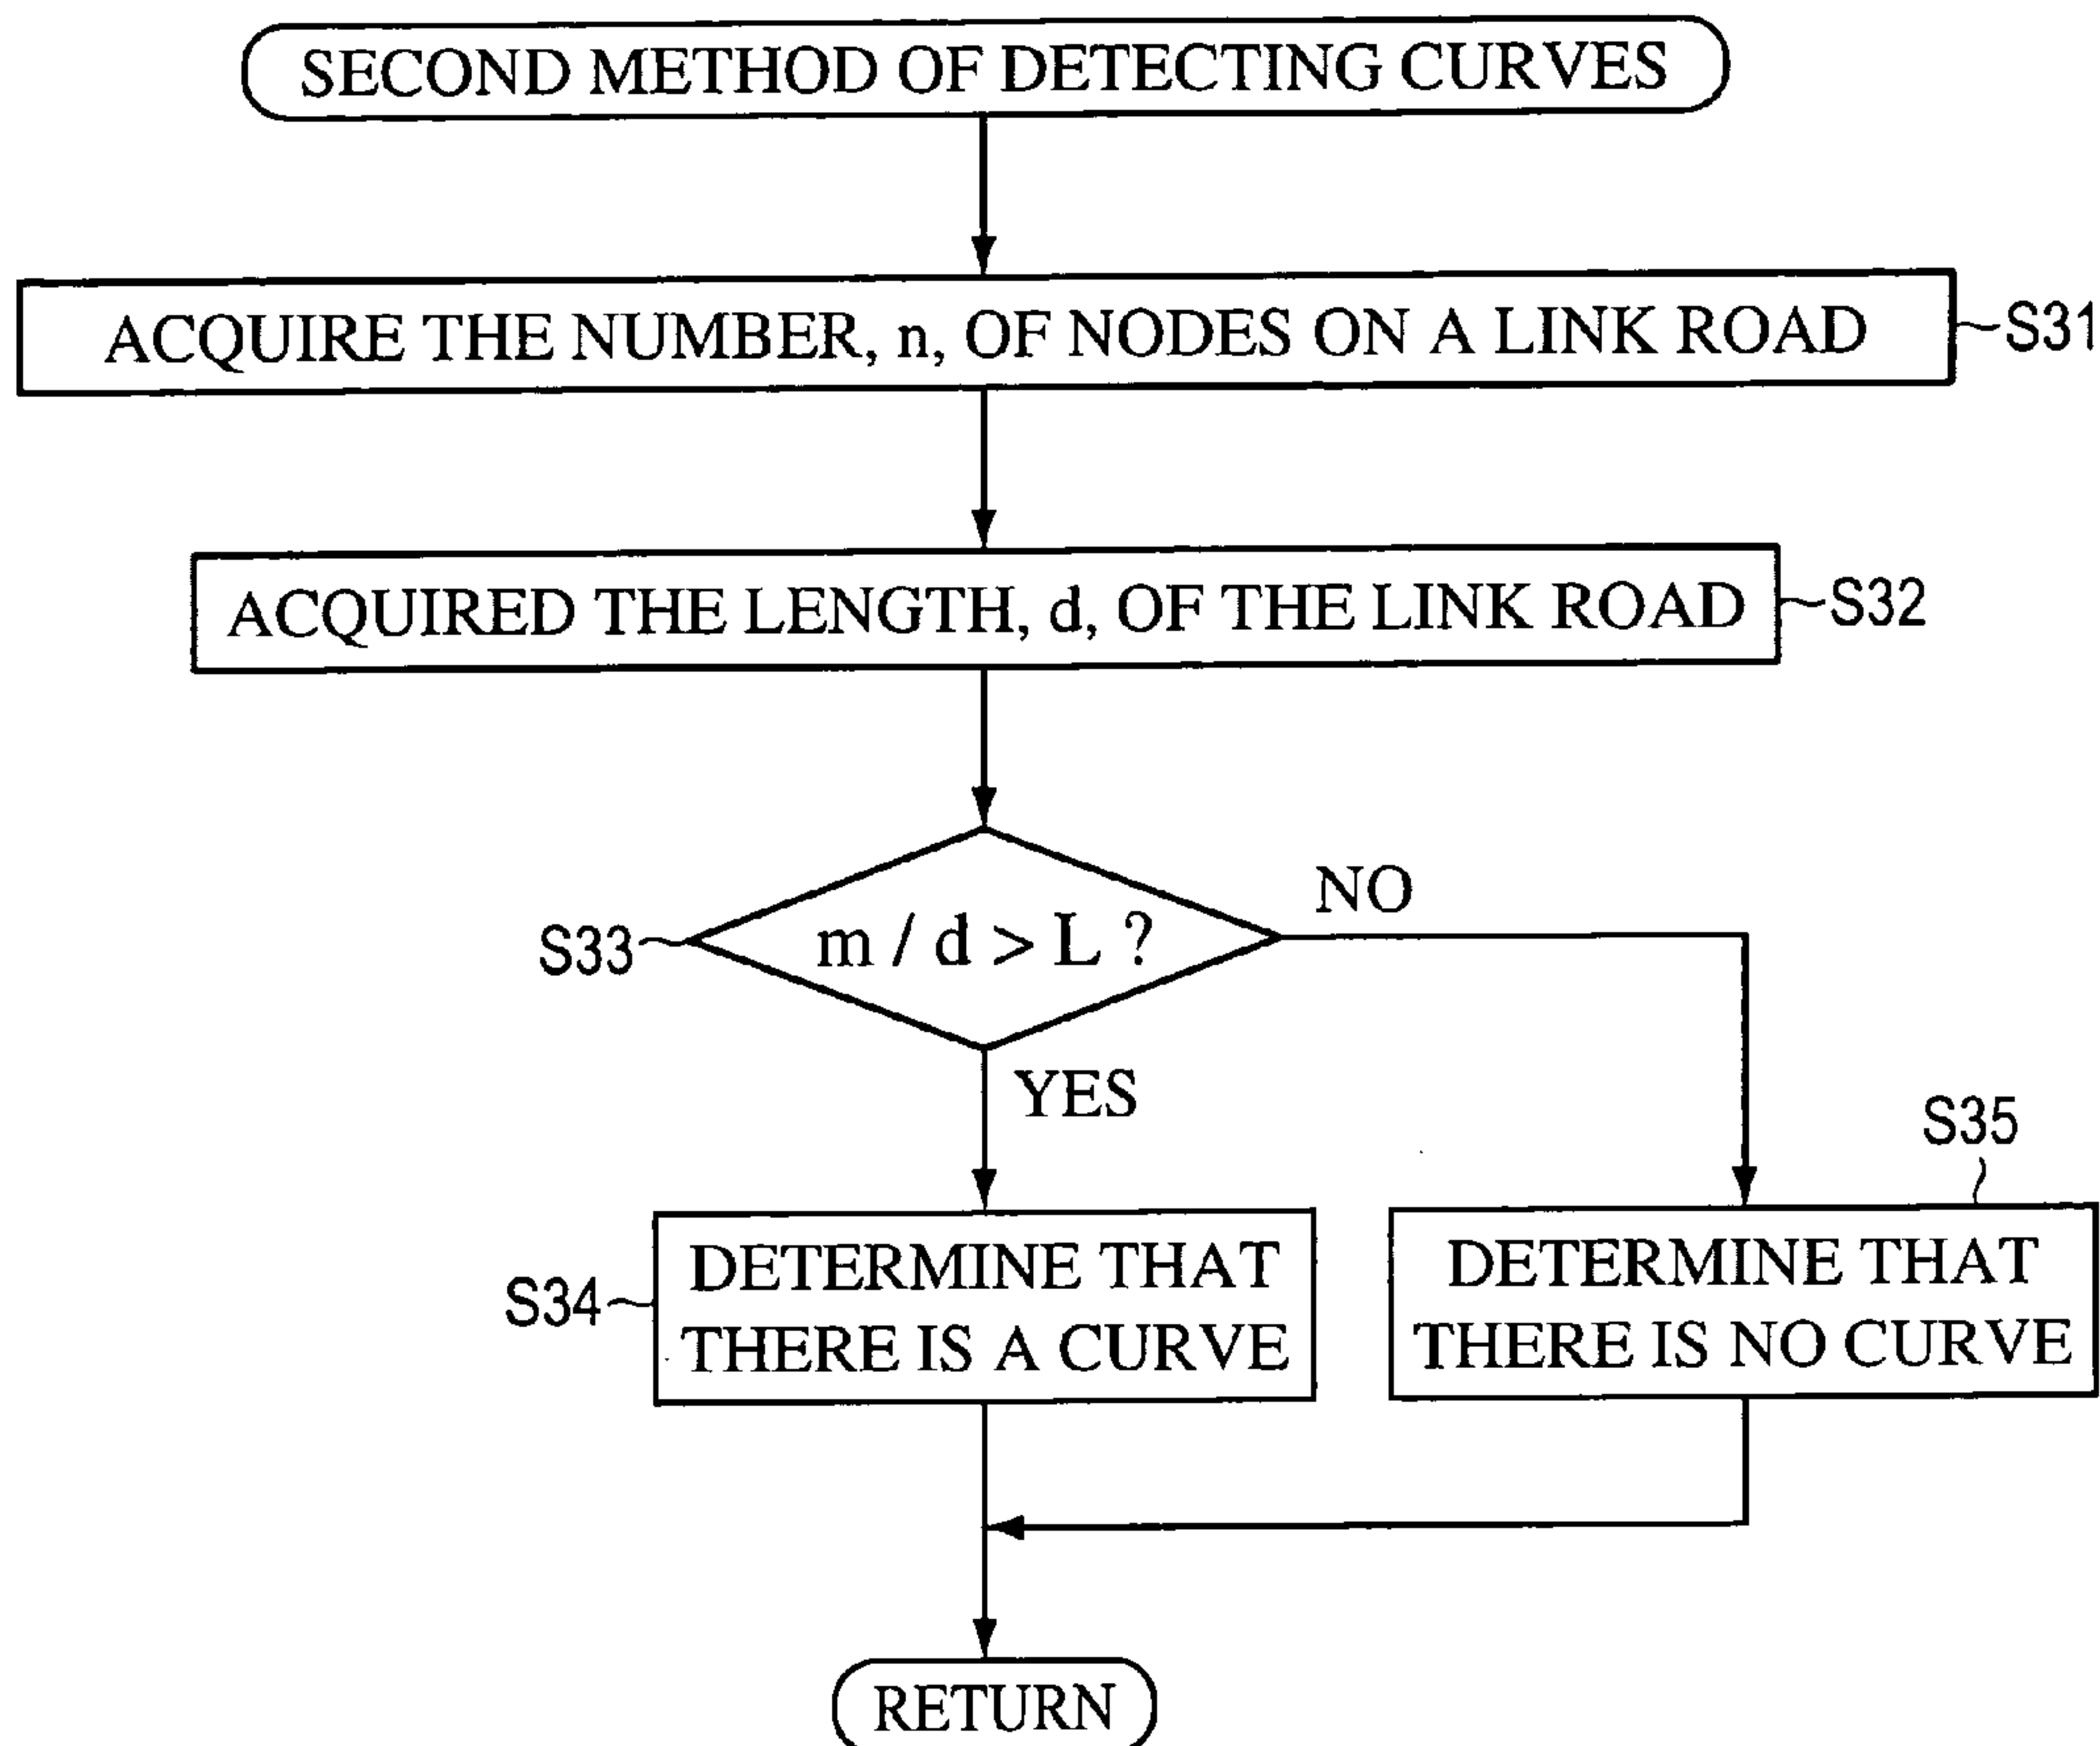 SECOND METHOD OF DETECTING CURVES
ACQUIRE THE NUMBER, n, OF NODES ON A LINK ROAD
S31
ACQUIRED THE LENGTH, d, OF THE LINK ROAD
S32
S33
m / d > L ?
NO
YES
S35
S34
DETERMINE THAT
THERE IS A CURVE
DETERMINE THAT
THERE IS NO CURVE
RETURN